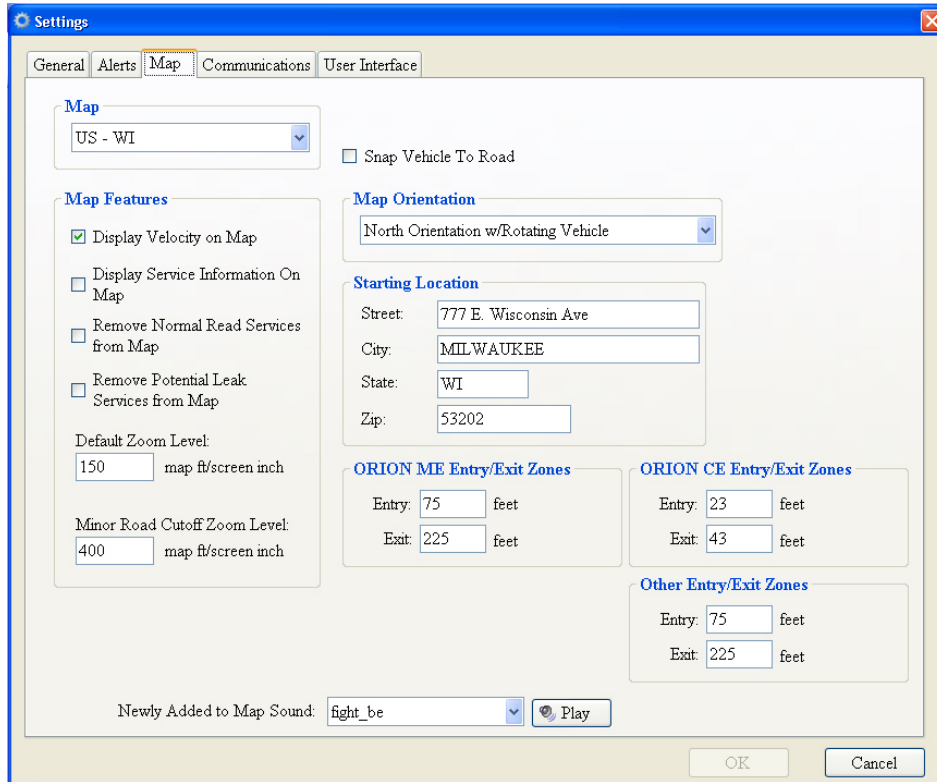 Settings
General Alerts Map Communications User Interface
Map
US - WI
Snap Vehicle To Road
Map Features
Display Velocity on Map
Display Service Information On
Map
Remove Normal Read Services
from Map
Remove Potential Leak
Services from Map
Default Zoom Level:
150 map ft/screen inch
Minor Road Cutoff Zoom Level:
400 map ft/screen inch
Map Orientation
North Orientation w/Rotating Vehicle
Starting Location
Street: 777 E. Wisconsin Ave
City: MILWAUKEE
State: WI
Zip: 53202
ORION ME Entry/Exit Zones
Entry: 75 feet
Exit: 225 feet
ORION CE Entry/Exit Zones
Entry: 23 feet
Exit: 43 feet
Other Entry/Exit Zones
Entry: 75 feet
Exit: 225 feet
Newly Added to Map Sound: fight_be Play
OK Cancel